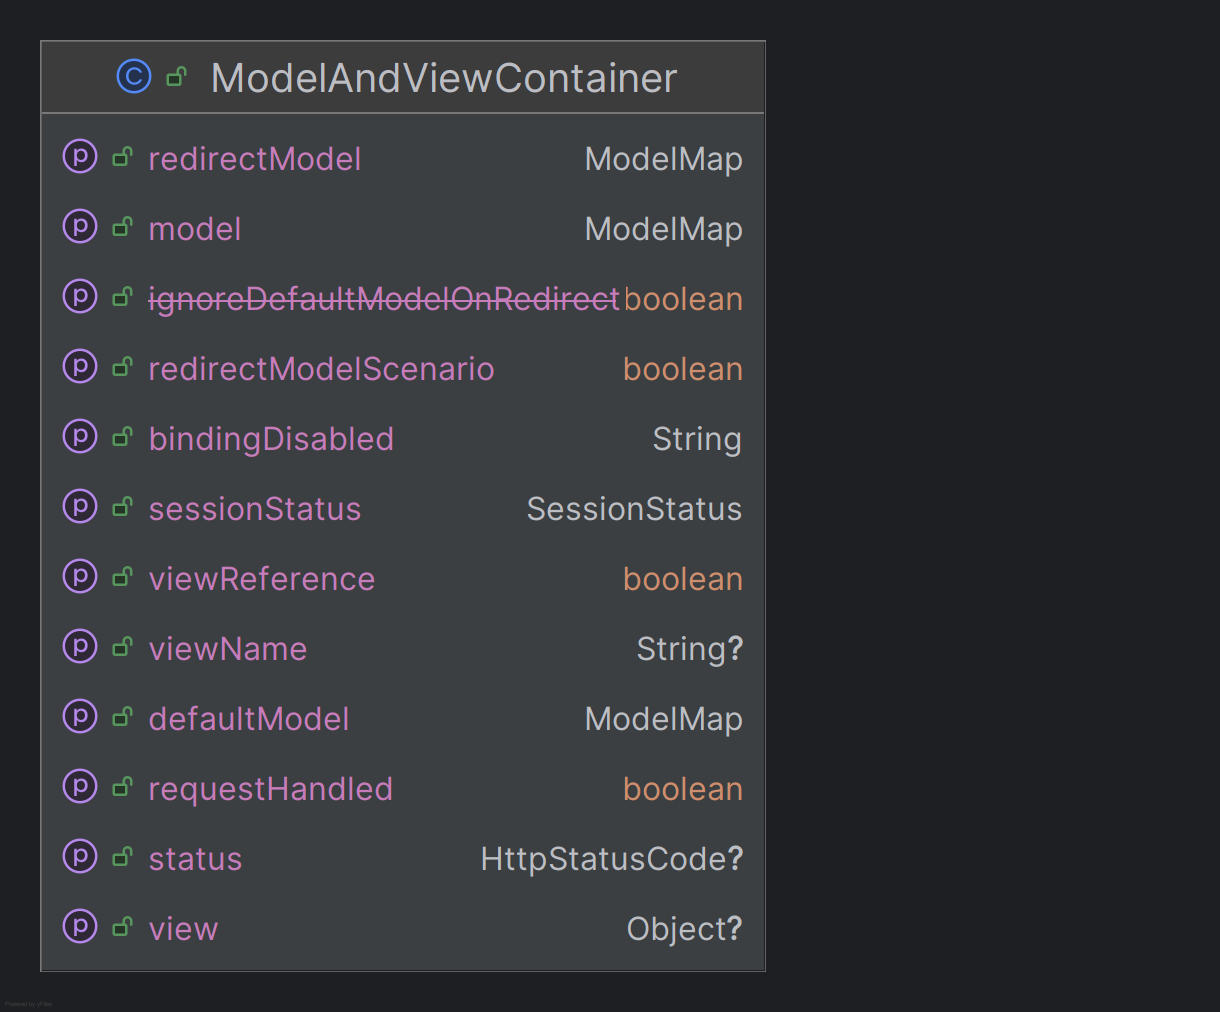 C ModelAndViewContainer
p redirectModel ModelMap
p model ModelMap
p ignoreDefaultModelOnRedirect boolean
p redirectModelScenario boolean
p bindingDisabled String
p sessionStatus SessionStatus
p viewReference boolean
p viewName String?
p defaultModel ModelMap
p requestHandled boolean
p status HttpStatusCode?
p view Object?
Powered by yFiles